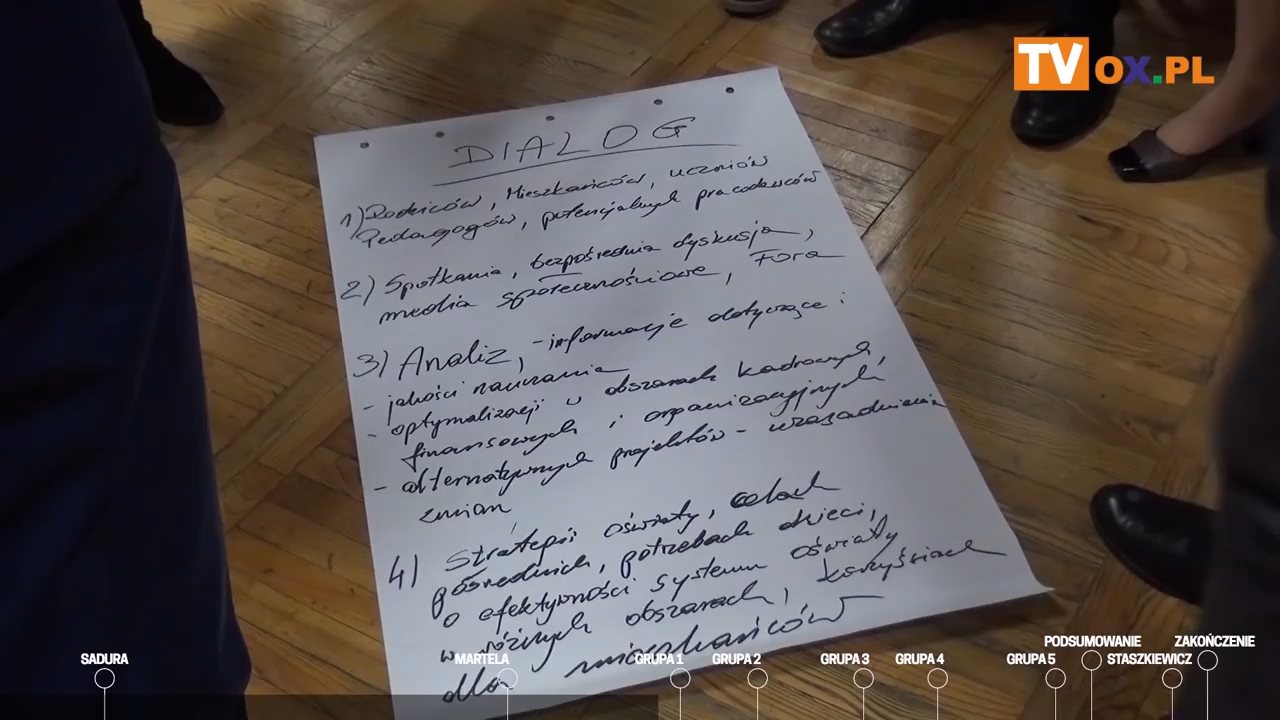 TVOX.PL
DIALOG
1) Rodziców, Mieszkańców, uczniów
Pedagogów, potencjalnych pracodawców
2) Spotkania, bezpośrednia dyskusja,
media społecznościowe, Fora
3) Analiz, - informacje dotyczące:
- jakości nauczania
- optymalizacji w obszarach kadrowych,
finansowych i organizacyjnych
- alternatywnych projektów - uzasadnienia
zmian,
4) Strategii oświaty, celach
pośrednich, potrzebach dzieci,
o efektywności systemu oświaty
w różnych obszarach, korzyściach
dla mieszkańców
PODSUMOWANIE ZAKOŃCZENIE
SADURA MARTELA GRUPA 1 GRUPA 2 GRUPA 3 GRUPA 4 GRUPA 5 STASZKIEWICZ